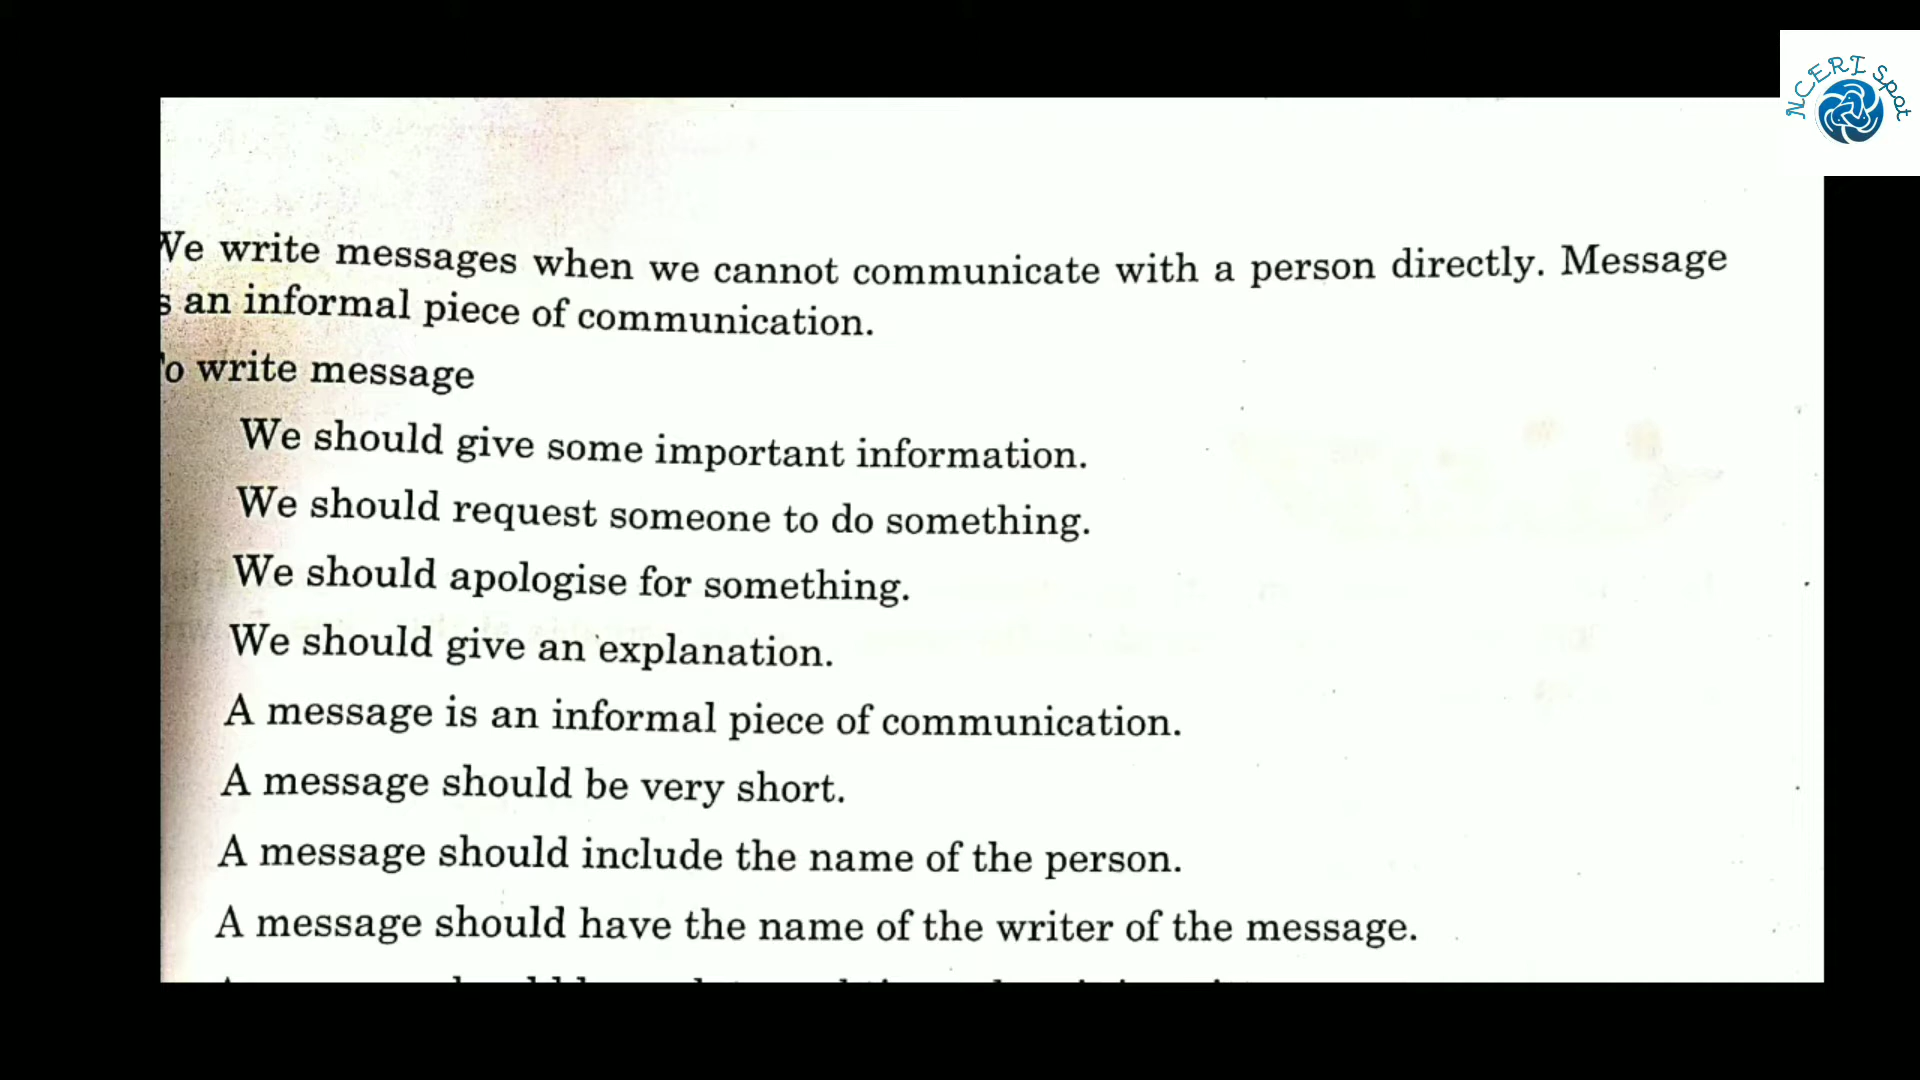 NCERT Spot
We write messages when we cannot communicate with a person directly. Message
s an informal piece of communication.
o write message
We should give some important information.
We should request someone to do something.
We should apologise for something.
We should give an explanation.
A message is an informal piece of communication.
A message should be very short.
A message should include the name of the person.
A message should have the name of the writer of the message.